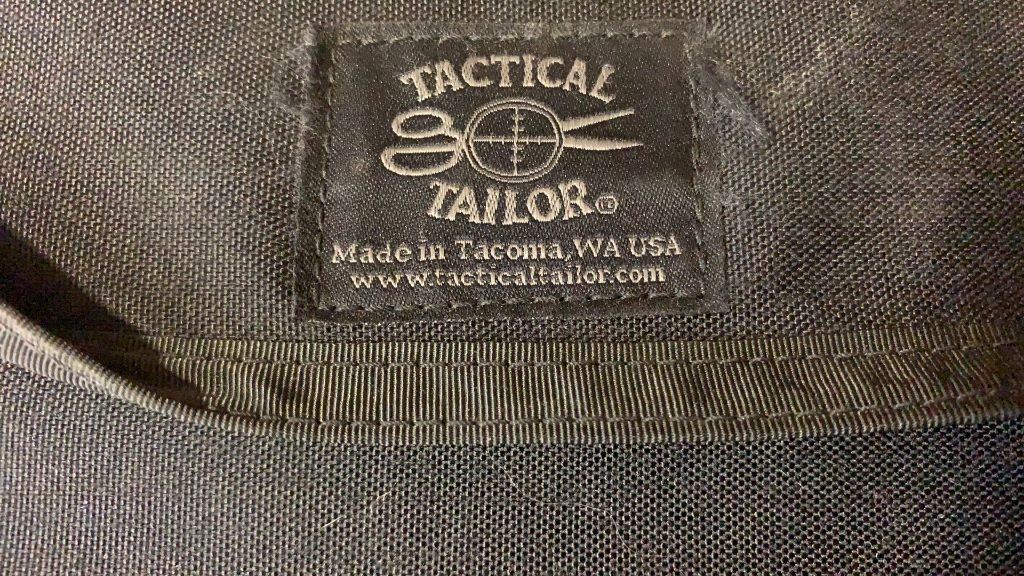 TACTICAL
TAILOR®
Made in Tacoma, WA USA
www.tacticaltailor.com